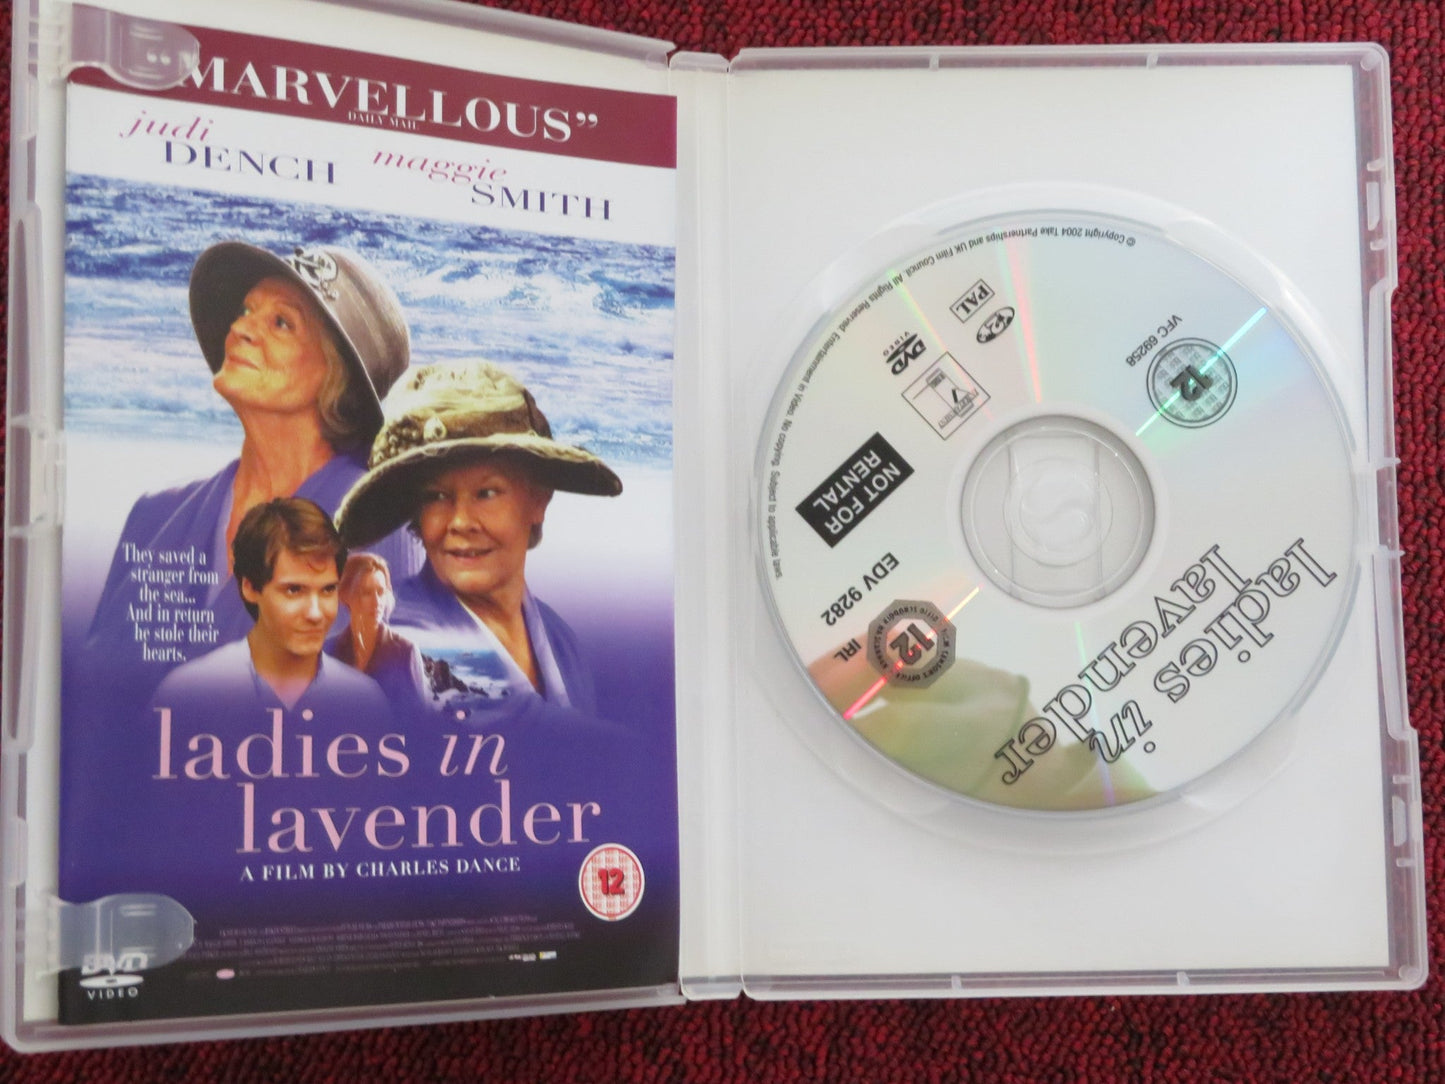 “MARVELLOUS”
DAILY MAIL
judi
DENCH
maggie
SMITH
They saved a
stranger from
the sea...
And in return
he stole their
hearts.
ladies in
lavender
A FILM BY CHARLES DANCE
12
DVD
VIDEO
© Copyright 2004 Take Partnerships and UK Film Council. All Rights Reserved. Entertainment in Video. No copying. Subject to applicable laws.
PAL
DVD
VIDEO
VFC 69258
12
NOT FOR
RENTAL
EDV 9282
IRL
12
ladies in
lavender